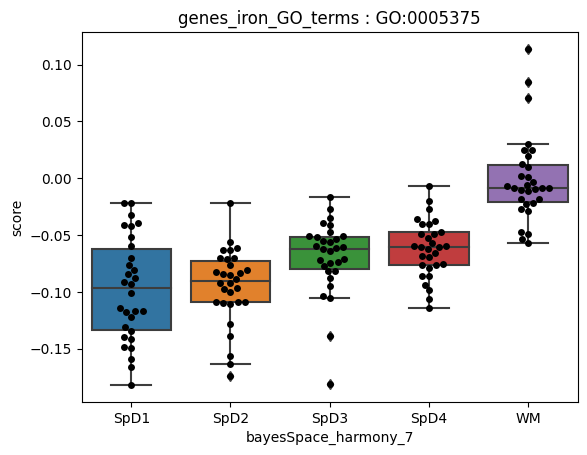 genes_iron_GO_terms : GO:0005375
0.10
0.05
0.00
−0.05
−0.10
−0.15
score
SpD1 SpD2 SpD3 SpD4 WM
bayesSpace_harmony_7